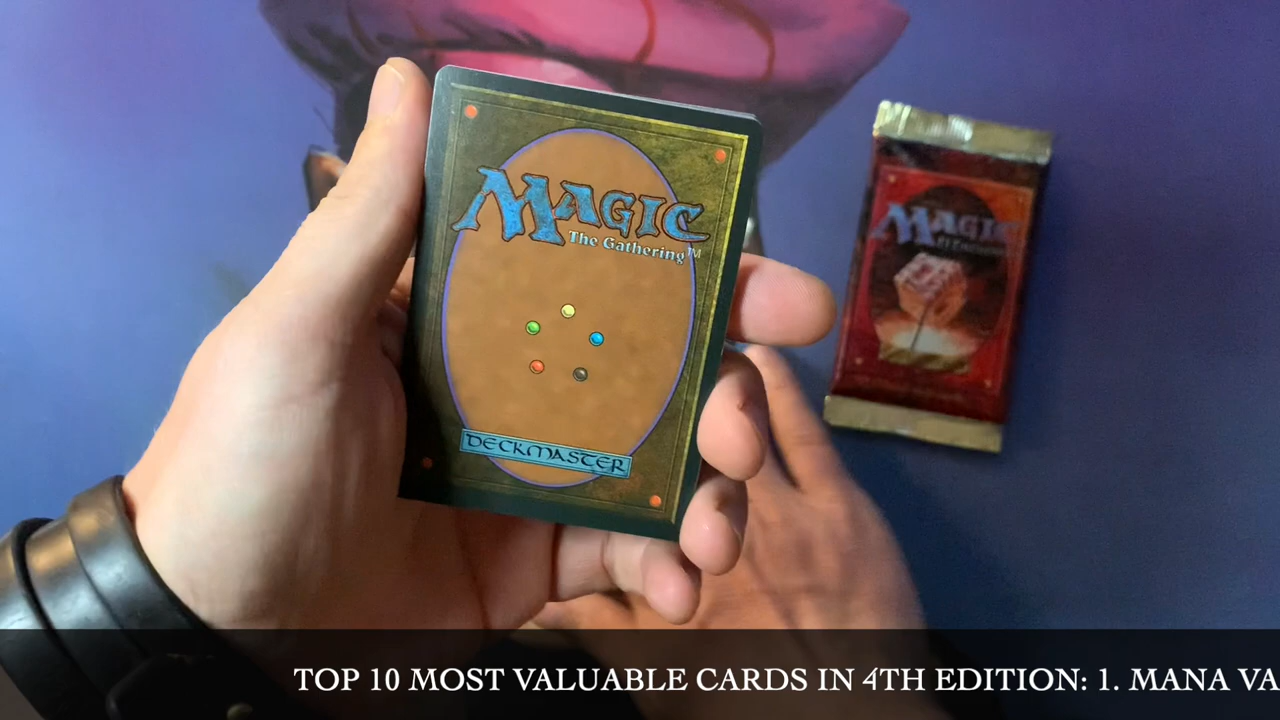 MAGIC
The Gathering™
DECKMASTER
MAGIC
TOP 10 MOST VALUABLE CARDS IN 4TH EDITION: 1. MANA VA